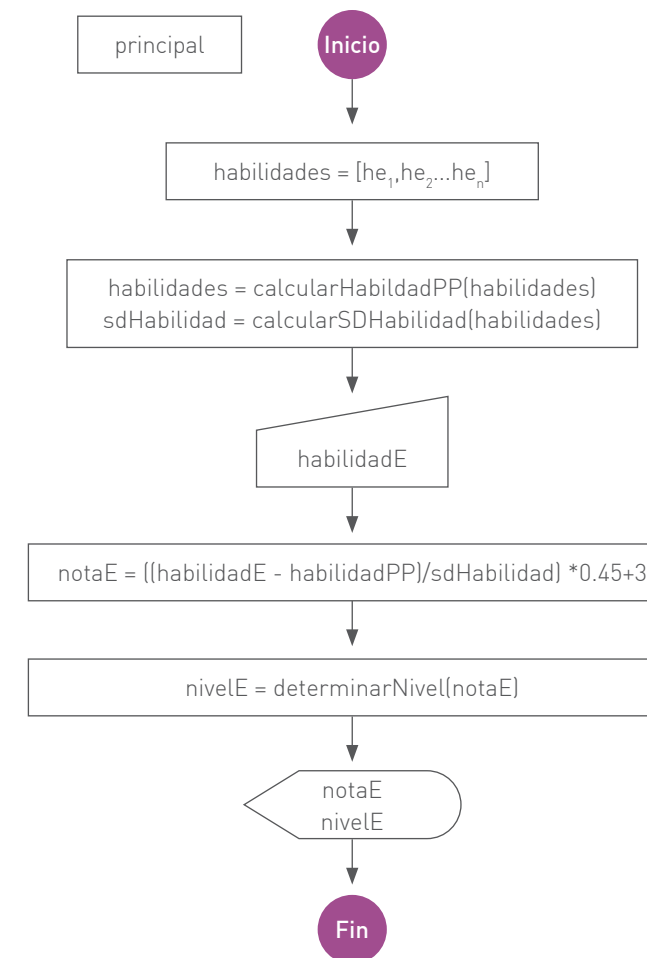 principal
Inicio
habilidades = [he₁,he₂...heₙ]
habilidades = calcularHabildadPP(habilidades)
sdHabilidad = calcularSDHabilidad(habilidades)
habilidadE
notaE = ((habilidadE - habilidadPP)/sdHabilidad) *0.45+3
nivelE = determinarNivel(notaE)
notaE
nivelE
Fin